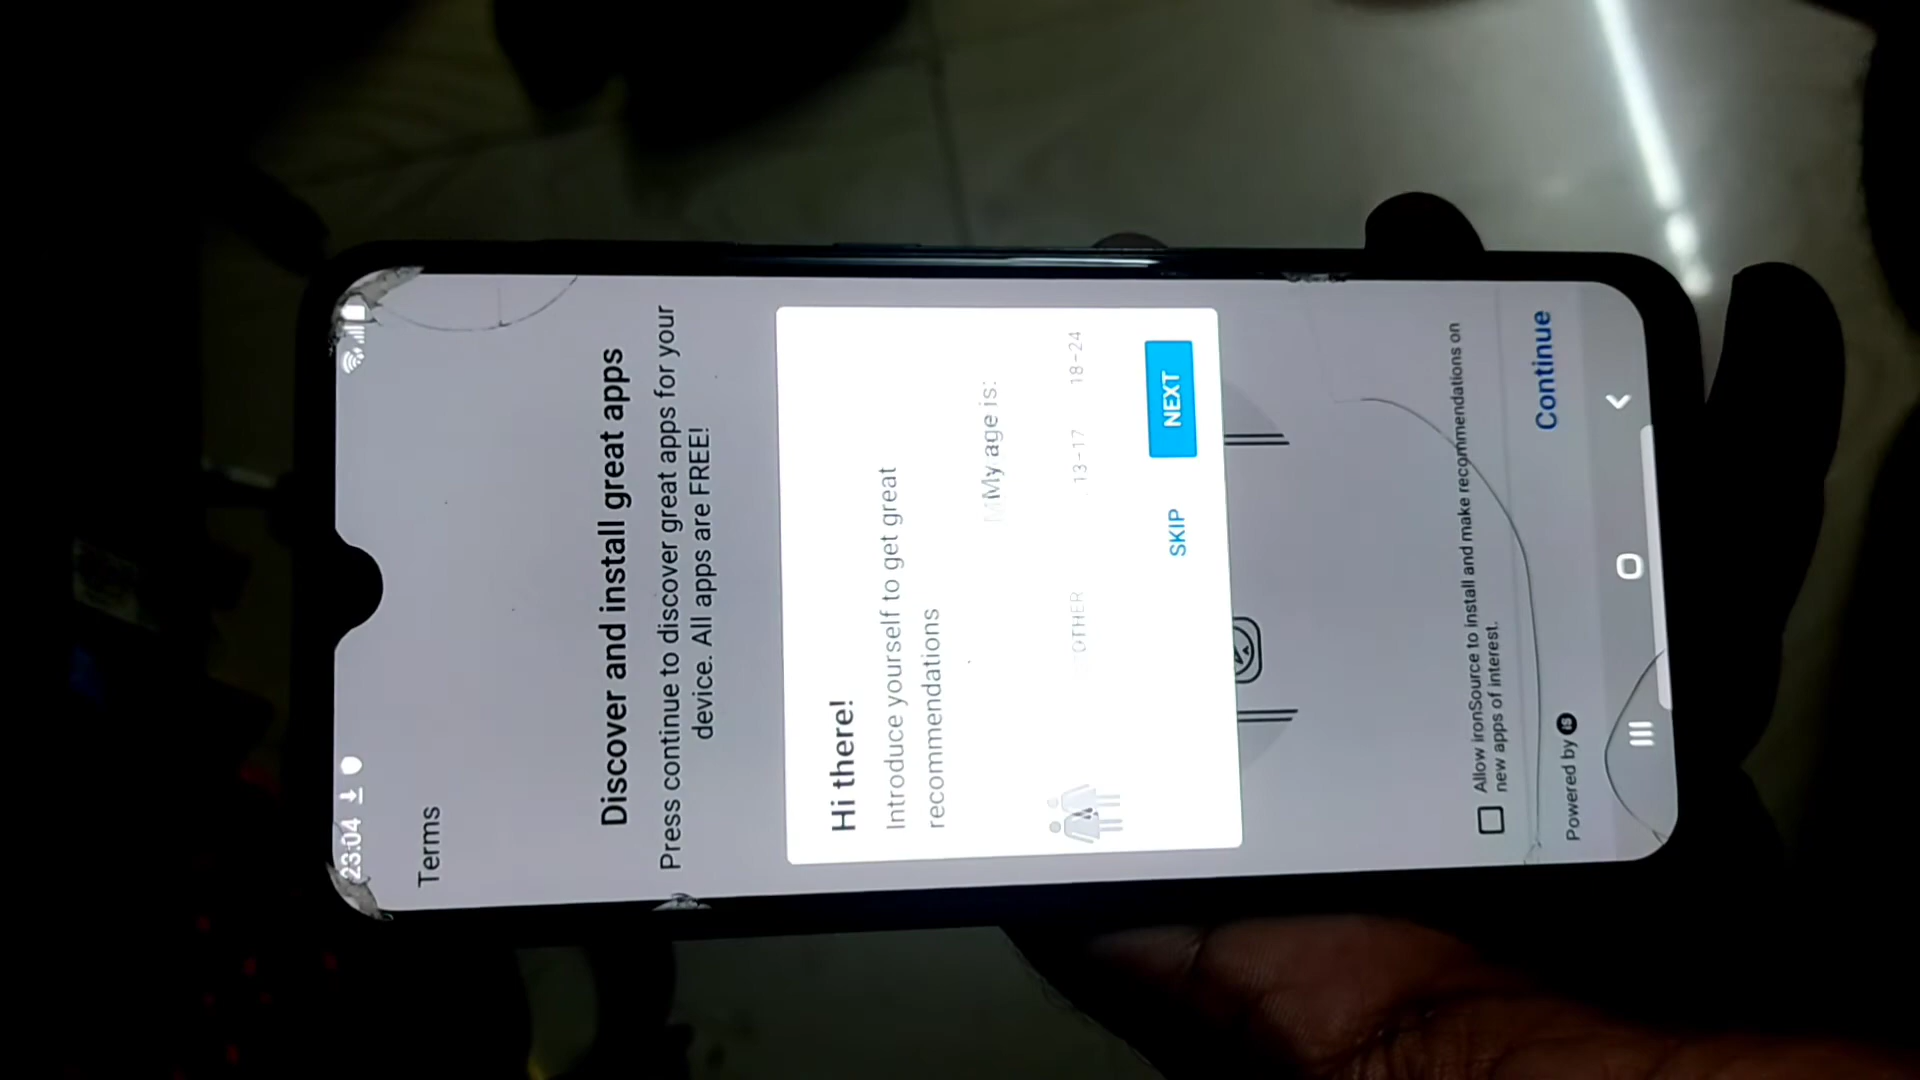 23:04
Terms
Discover and install great apps
Press continue to discover great apps for your
device. All apps are FREE!
Hi there!
Introduce yourself to get great
recommendations
My age is:
OTHER
13-17
18-24
SKIP
NEXT
Allow ironSource to install and make recommendations on
new apps of interest.
Powered by iS
Continue